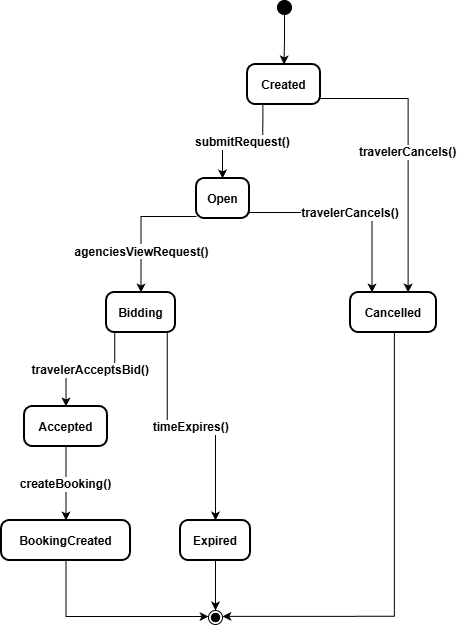 Created
submitRequest()
travelerCancels()
Open
travelerCancels()
agenciesViewRequest()
Bidding
Cancelled
travelerAcceptsBid()
Accepted
timeExpires()
createBooking()
BookingCreated
Expired